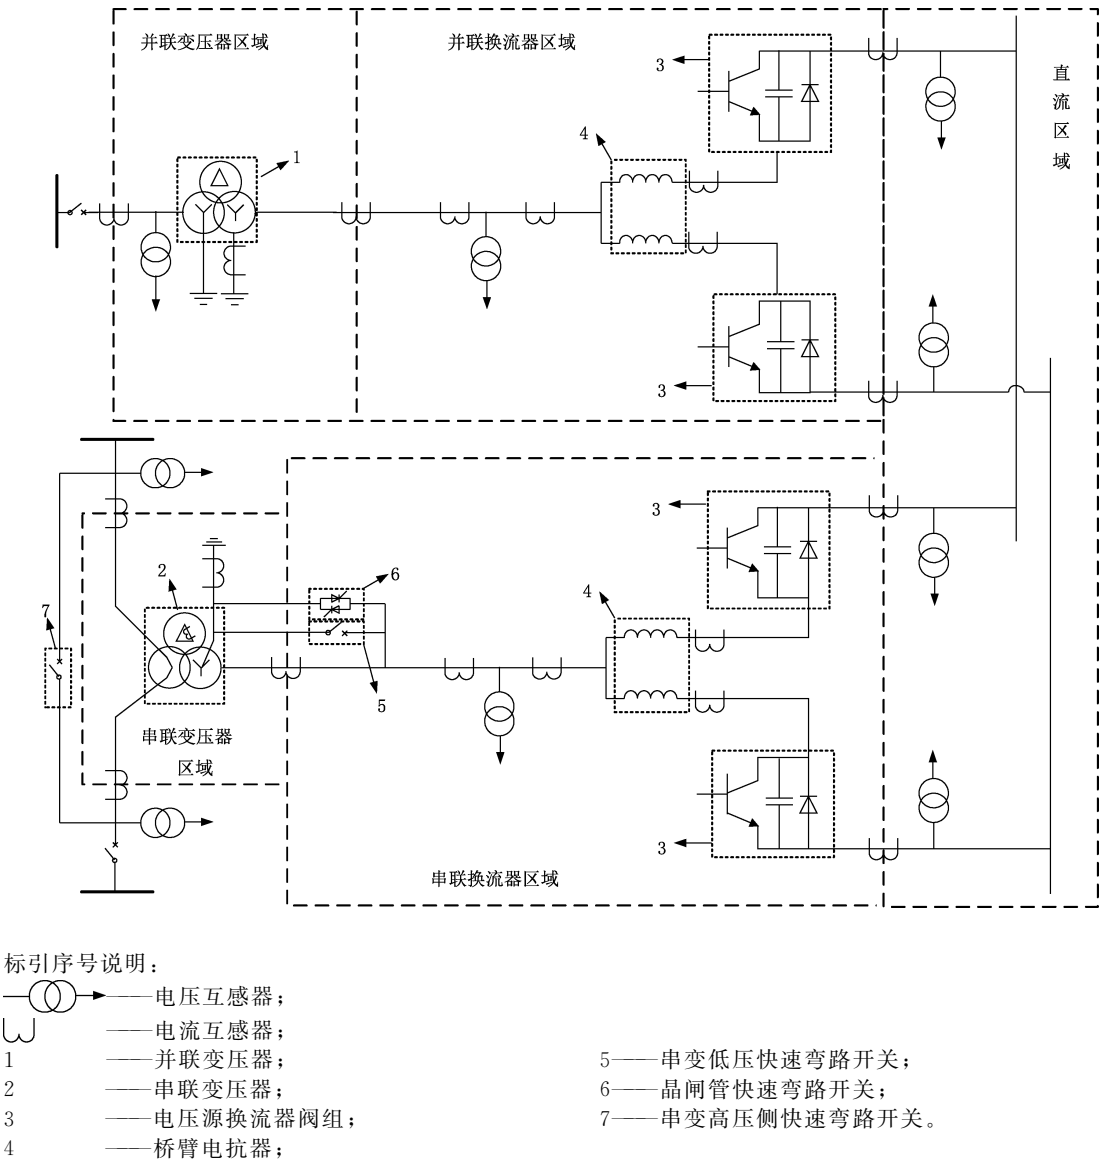 并联变压器区域
并联换流器区域
直
流
区
域
3
4
1
3
2
7
6
5
4
3
3
串联变压器
区域
串联换流器区域
标引序号说明:
——电压互感器;
——电流互感器;
1 ——并联变压器;
2 ——串联变压器;
3 ——电压源换流器阀组;
4 ——桥臂电抗器;
5——串变低压快速弯路开关;
6——晶闸管快速弯路开关;
7——串变高压侧快速弯路开关。